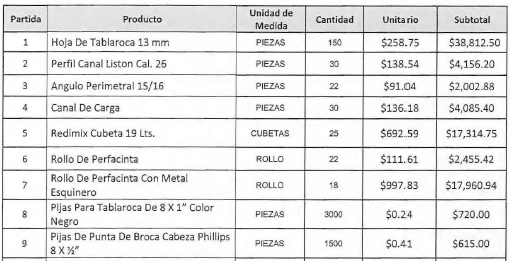 Partida Producto Unidad de Medida Cantidad Unitario Subtotal
1 Hoja De Tablaroca 13 mm PIEZAS 150 $258.75 $38,812.50
2 Perfil Canal Liston Cal. 26 PIEZAS 30 $138.54 $4,156.20
3 Angulo Perimetral 15/16 PIEZAS 22 $91.04 $2,002.88
4 Canal De Carga PIEZAS 30 $136.18 $4,085.40
5 Redimix Cubeta 19 Lts. CUBETAS 25 $692.59 $17,314.75
6 Rollo De Perfacinta ROLLO 22 $111.61 $2,455.42
7 Rollo De Perfacinta Con Metal Esquinero ROLLO 18 $997.83 $17,960.94
8 Pijas Para Tablaroca De 8 X 1” Color Negro PIEZAS 3000 $0.24 $720.00
9 Pijas De Punta De Broca Cabeza Phillips 8 X ½” PIEZAS 1500 $0.41 $615.00